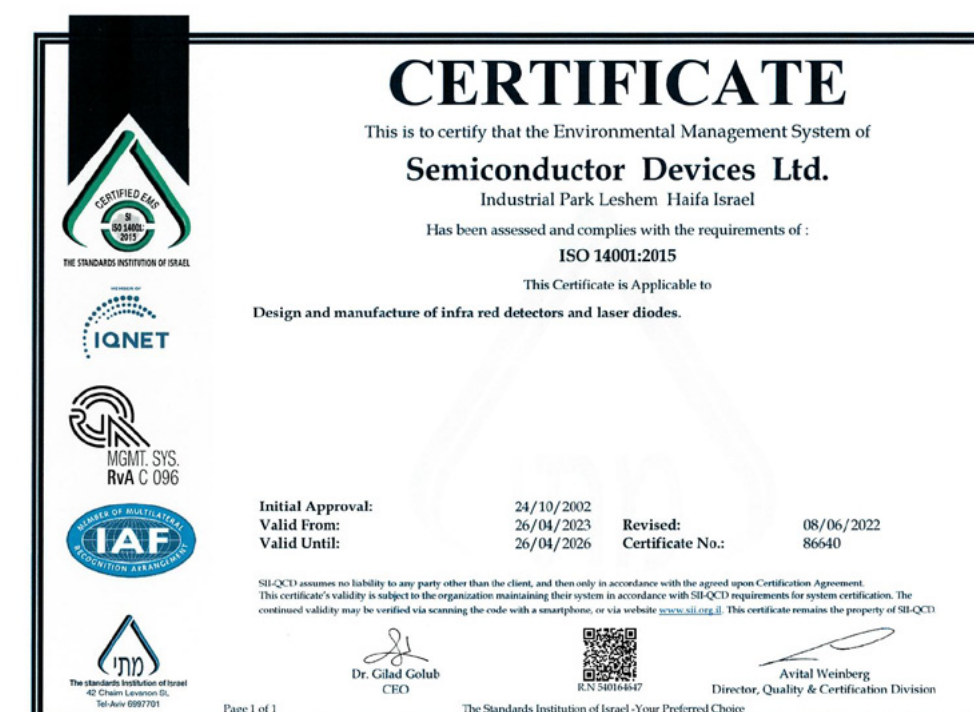 CERTIFICATE
This is to certify that the Environmental Management System of
Semiconductor Devices Ltd.
Industrial Park Leshem Haifa Israel
Has been assessed and complies with the requirements of :
ISO 14001:2015
This Certificate is Applicable to
Design and manufacture of infra red detectors and laser diodes.
CERTIFIED EMS
SI
ISO 14001:
2015
THE STANDARDS INSTITUTION OF ISRAEL
MEMBER OF
IQNET
RvA
MGMT. SYS.
RvA C 096
MEMBER OF MULTILATERAL
IAF
RECOGNITION ARRANGEMENT
מתי
The standards Institution of Israel
42 Chaim Levanon St,
Tel-Aviv 6997701
מתי
Initial Approval: 24/10/2002
Valid From: 26/04/2023 Revised: 08/06/2022
Valid Until: 26/04/2026 Certificate No.: 86640
SII-QCD assumes no liability to any party other than the client, and then only in accordance with the agreed upon Certification Agreement.
This certificate's validity is subject to the organization maintaining their system in accordance with SII-QCD requirements for system certification. The
continued validity may be verified via scanning the code with a smartphone, or via website www.sii.org.il. This certificate remains the property of SII-QCD
Dr. Gilad Golub
CEO
R.N 540164647
Avital Weinberg
Director, Quality & Certification Division
Page 1 of 1 The Standards Institution of Israel -Your Preferred Choice